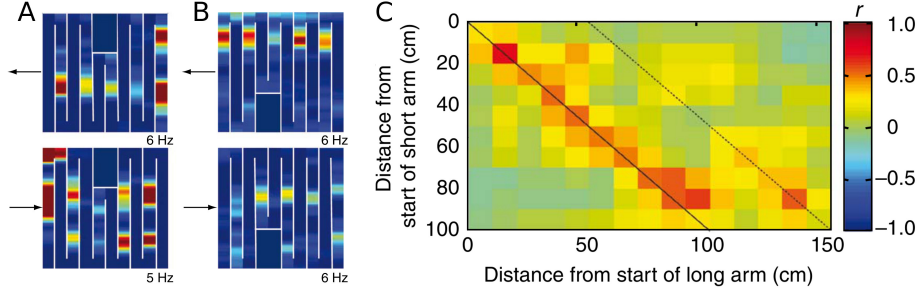 A
B
C
6 Hz
6 Hz
5 Hz
6 Hz
Distance from
start of short arm (cm)
0
20
40
60
80
100
0
50
100
150
Distance from start of long arm (cm)
r
1.0
0.5
0
−0.5
−1.0